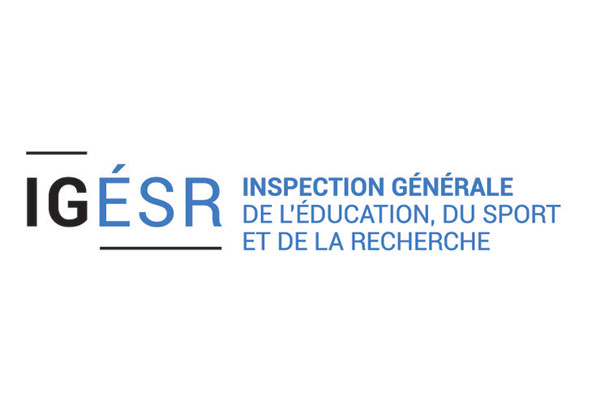 IGÉSR
INSPECTION GÉNÉRALE
DE L'ÉDUCATION, DU SPORT
ET DE LA RECHERCHE